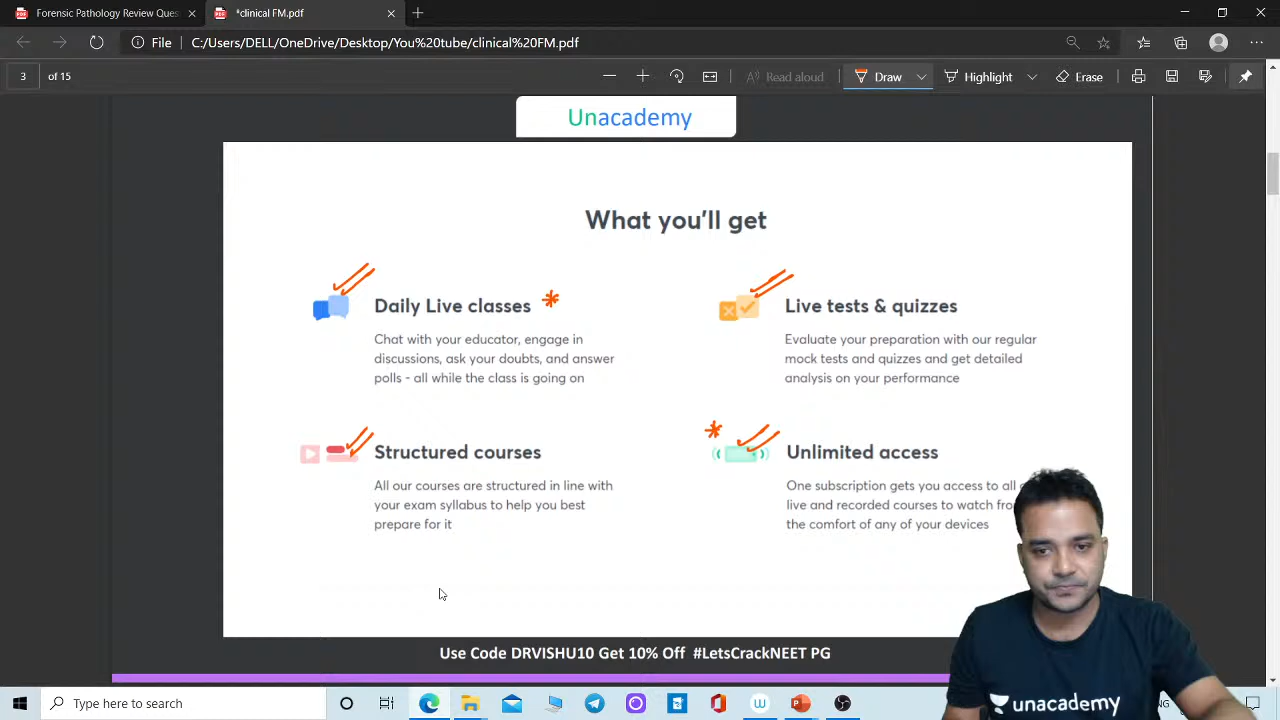 Forensic Pathology Review Ques
*clinical FM.pdf
File C:/Users/DELL/OneDrive/Desktop/You%20tube/clinical%20FM.pdf
3 of 15
Read aloud
Draw
Highlight
Erase
Unacademy
What you'll get
Daily Live classes
Chat with your educator, engage in
discussions, ask your doubts, and answer
polls - all while the class is going on
Live tests & quizzes
Evaluate your preparation with our regular
mock tests and quizzes and get detailed
analysis on your performance
Structured courses
All our courses are structured in line with
your exam syllabus to help you best
prepare for it
Unlimited access
One subscription gets you access to all
live and recorded courses to watch
the comfort of any of your devices
Use Code DRVISHU10 Get 10% Off #LetsCrackNEET PG
unacademy
Type here to search